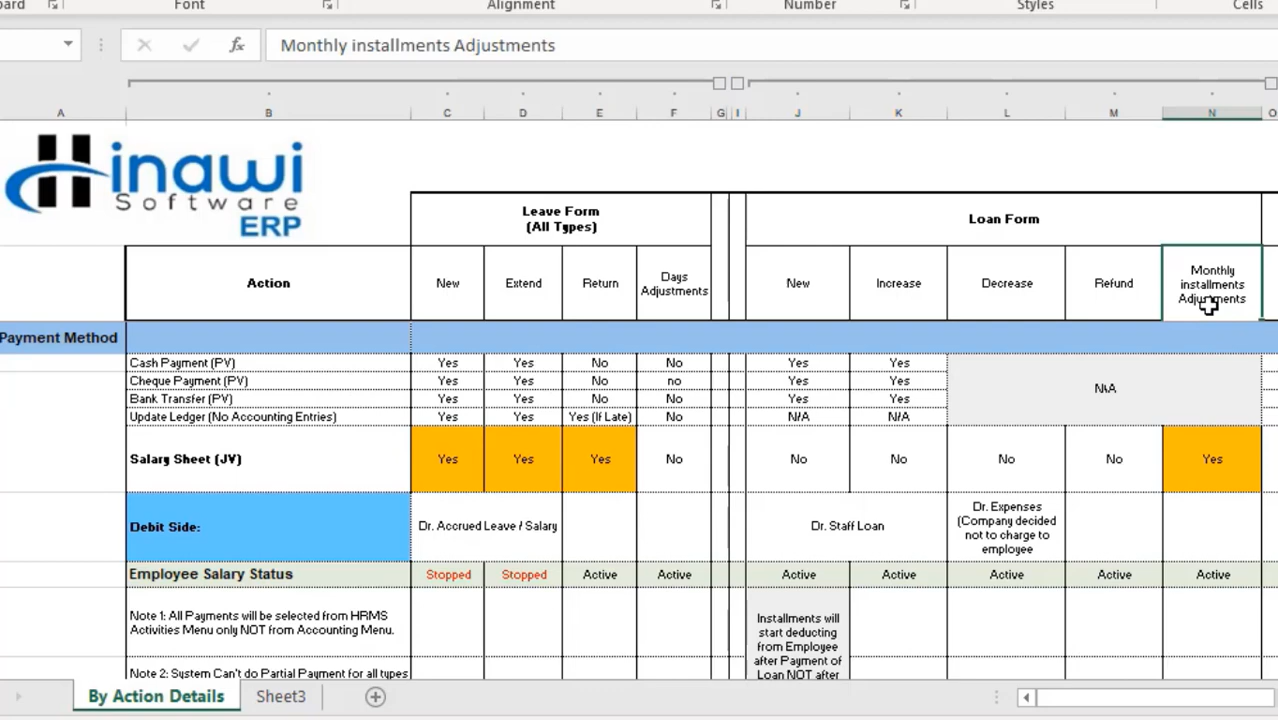 oard
Font
Alignment
Number
Styles
Cells
fx
Monthly installments Adjustments
A B C D E F G I J K L M N O
Hinawi
Software
ERP
Leave Form
(All Types)
Loan Form
Action
New
Extend
Return
Days
Adjustments
New
Increase
Decrease
Refund
Monthly
installments
Adjustments
Payment Method
Cash Payment (PV) Yes Yes No No Yes Yes
Cheque Payment (PV) Yes Yes No no Yes Yes
Bank Transfer (PV) Yes Yes No No Yes Yes
N\A
Update Ledger (No Accounting Entries) Yes Yes Yes (If Late) No N/A N/A
Salary Sheet (JV) Yes Yes Yes No No No No No Yes
Debit Side:
Dr. Accrued Leave / Salary
Dr. Staff Loan
Dr. Expenses
(Company decided
not to charge to
employee
Employee Salary Status Stopped Stopped Active Active Active Active Active Active Active
Note 1: All Payments will be selected from HRMS
Activities Menu only NOT from Accounting Menu.
Installments will
start deducting
from Employee
after Payment of
Loan NOT after
Note 2: System Can't do Partial Payment for all types
By Action Details
Sheet3